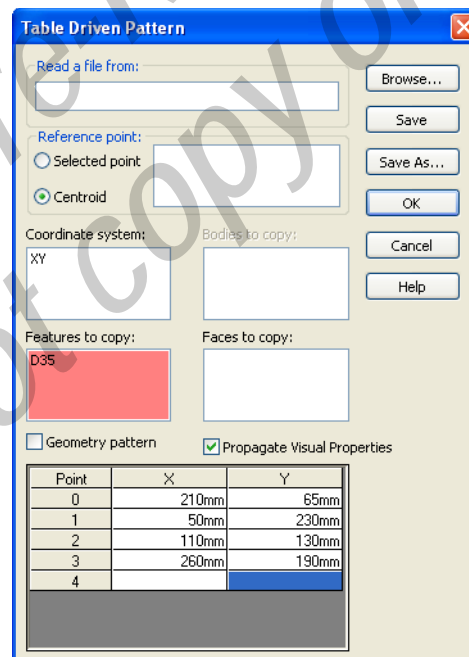 Table Driven Pattern
Read a file from:
Browse...
Save
Reference point:
Selected point
Save As...
Centroid
OK
Coordinate system:
Bodies to copy:
Cancel
XY
Help
Features to copy:
Faces to copy:
D35
Geometry pattern
Propagate Visual Properties
Point X Y
0 210mm 65mm
1 50mm 230mm
2 110mm 130mm
3 260mm 190mm
4